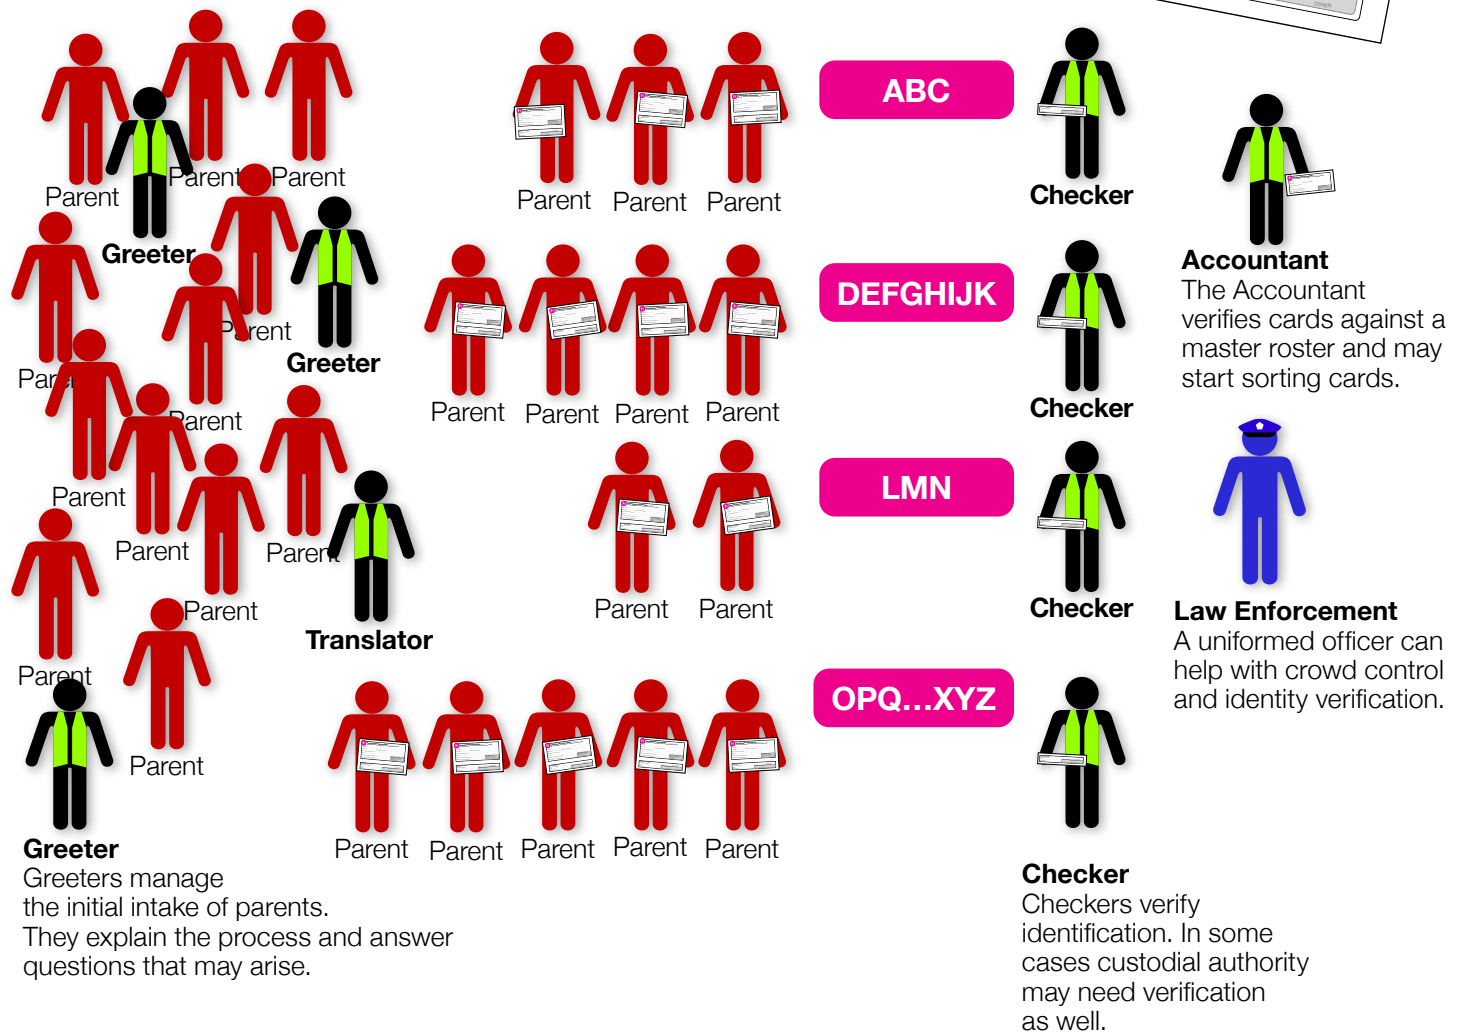 OTHER
ABC
Parent
Parent
Parent
Greeter
Parent
Parent
Parent
Checker
DEFGHIJK
Accountant
The Accountant
verifies cards against a
master roster and may
start sorting cards.
Parent
Greeter
Parent
Parent
Parent
Parent
Parent
Parent
Checker
LMN
Parent
Parent
Parent
Parent
Translator
Parent
Parent
Checker
Law Enforcement
A uniformed officer can
help with crowd control
and identity verification.
Parent
OPQ...XYZ
Parent
Greeter
Greeters manage
the initial intake of parents.
They explain the process and answer
questions that may arise.
Parent
Parent
Parent
Parent
Parent
Checker
Checkers verify
identification. In some
cases custodial authority
may need verification
as well.